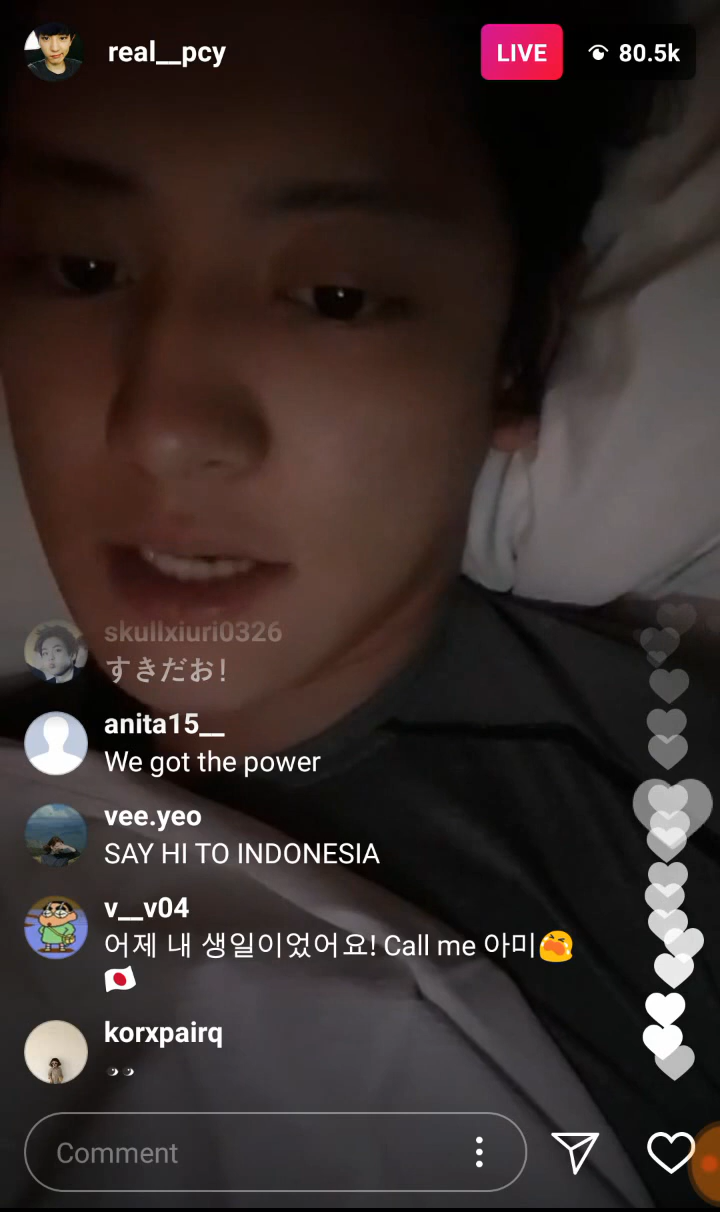 real__pcy
LIVE
80.5k
skullxiuri0326
すきだお!
anita15__
We got the power
vee.yeo
SAY HI TO INDONESIA
v__v04
어제 내 생일이었어요! Call me 아미😭
🇯🇵
korxpairq
👀
Comment